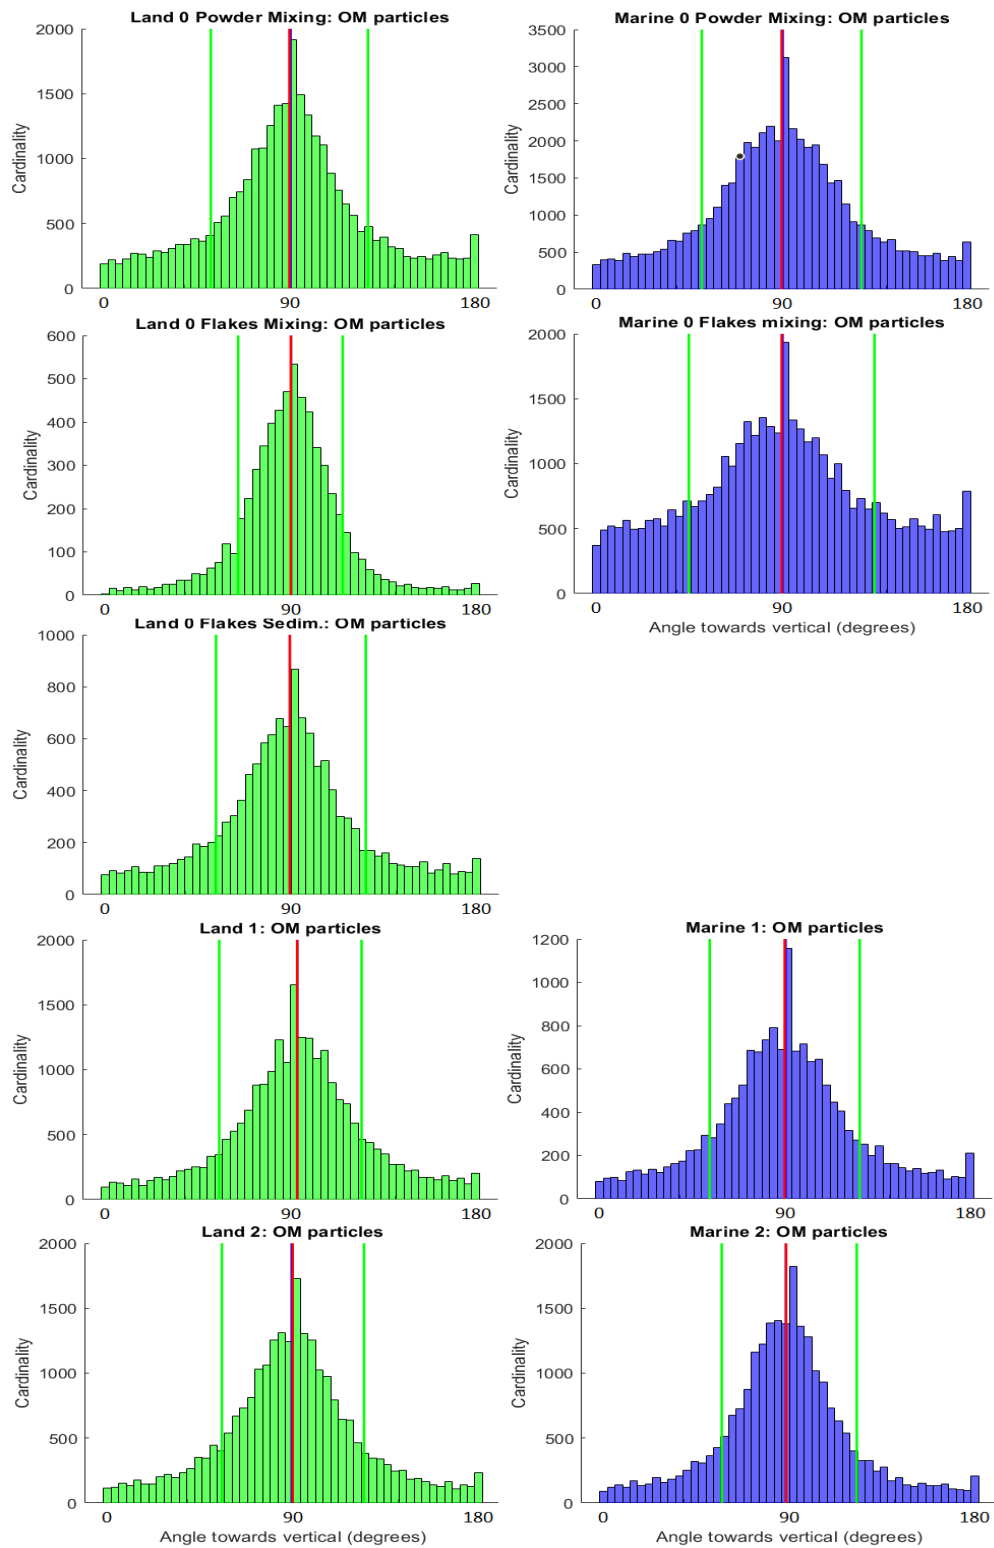 Land 0 Powder Mixing: OM particles
Cardinality
2000
1500
1000
500
0
0 90 180
Marine 0 Powder Mixing: OM particles
Cardinality
3500
3000
2500
2000
1500
1000
500
0
0 90 180
Land 0 Flakes Mixing: OM particles
Cardinality
600
500
400
300
200
100
0
0 90 180
Marine 0 Flakes mixing: OM particles
Cardinality
2000
1500
1000
500
0
0 90 180
Angle towards vertical (degrees)
Land 0 Flakes Sedim.: OM particles
Cardinality
1000
800
600
400
200
0
0 90 180
Land 1: OM particles
Cardinality
2000
1500
1000
500
0
0 90 180
Marine 1: OM particles
Cardinality
1200
1000
800
600
400
200
0
0 90 180
Land 2: OM particles
Cardinality
2000
1500
1000
500
0
0 90 180
Angle towards vertical (degrees)
Marine 2: OM particles
Cardinality
2000
1500
1000
500
0
0 90 180
Angle towards vertical (degrees)